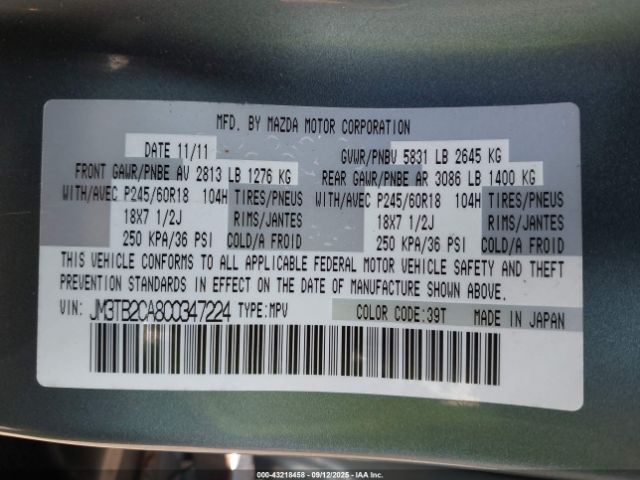 MFD. BY MAZDA MOTOR CORPORATION
DATE 11/11 GVWR/PNBV 5831 LB 2645 KG
FRONT GAWR/PNBE AV 2813 LB 1276 KG REAR GAWR/PNBE AR 3086 LB 1400 KG
WITH/AVEC P245/60R18 104H TIRES/PNEUS WITH/AVEC P245/60R18 104H TIRES/PNEUS
18X7 1/2J RIMS/JANTES 18X7 1/2J RIMS/JANTES
250 KPA/36 PSI COLD/A FROID 250 KPA/36 PSI COLD/A FROID
THIS VEHICLE CONFORMS TO ALL APPLICABLE FEDERAL MOTOR VEHICLE SAFETY AND THEFT
PREVENTION STANDARDS IN EFFECT ON THE DATE OF MANUFACTURE SHOWN ABOVE.
VIN: JM3TB2CA8C0347224 TYPE:MPV COLOR CODE:39T MADE IN JAPAN
000-43218458 - 09/12/2025 - IAA Inc.